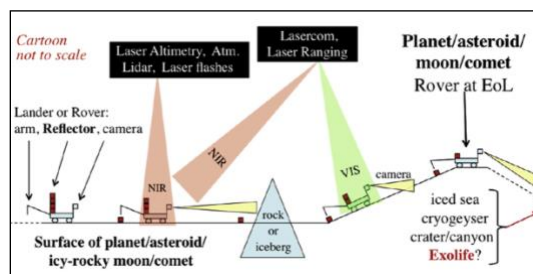 Cartoon
not to scale
Laser Altimetry, Atm.
Lidar, Laser flashes
Lasercom,
Laser Ranging
Planet/asteroid/
moon/comet
Rover at EoL
Lander or Rover:
arm, Reflector, camera
NIR
NIR
VIS
camera
rock
or
iceberg
Surface of planet/asteroid/
icy-rocky moon/comet
iced sea
cryogeyser
crater/canyon
Exolife?